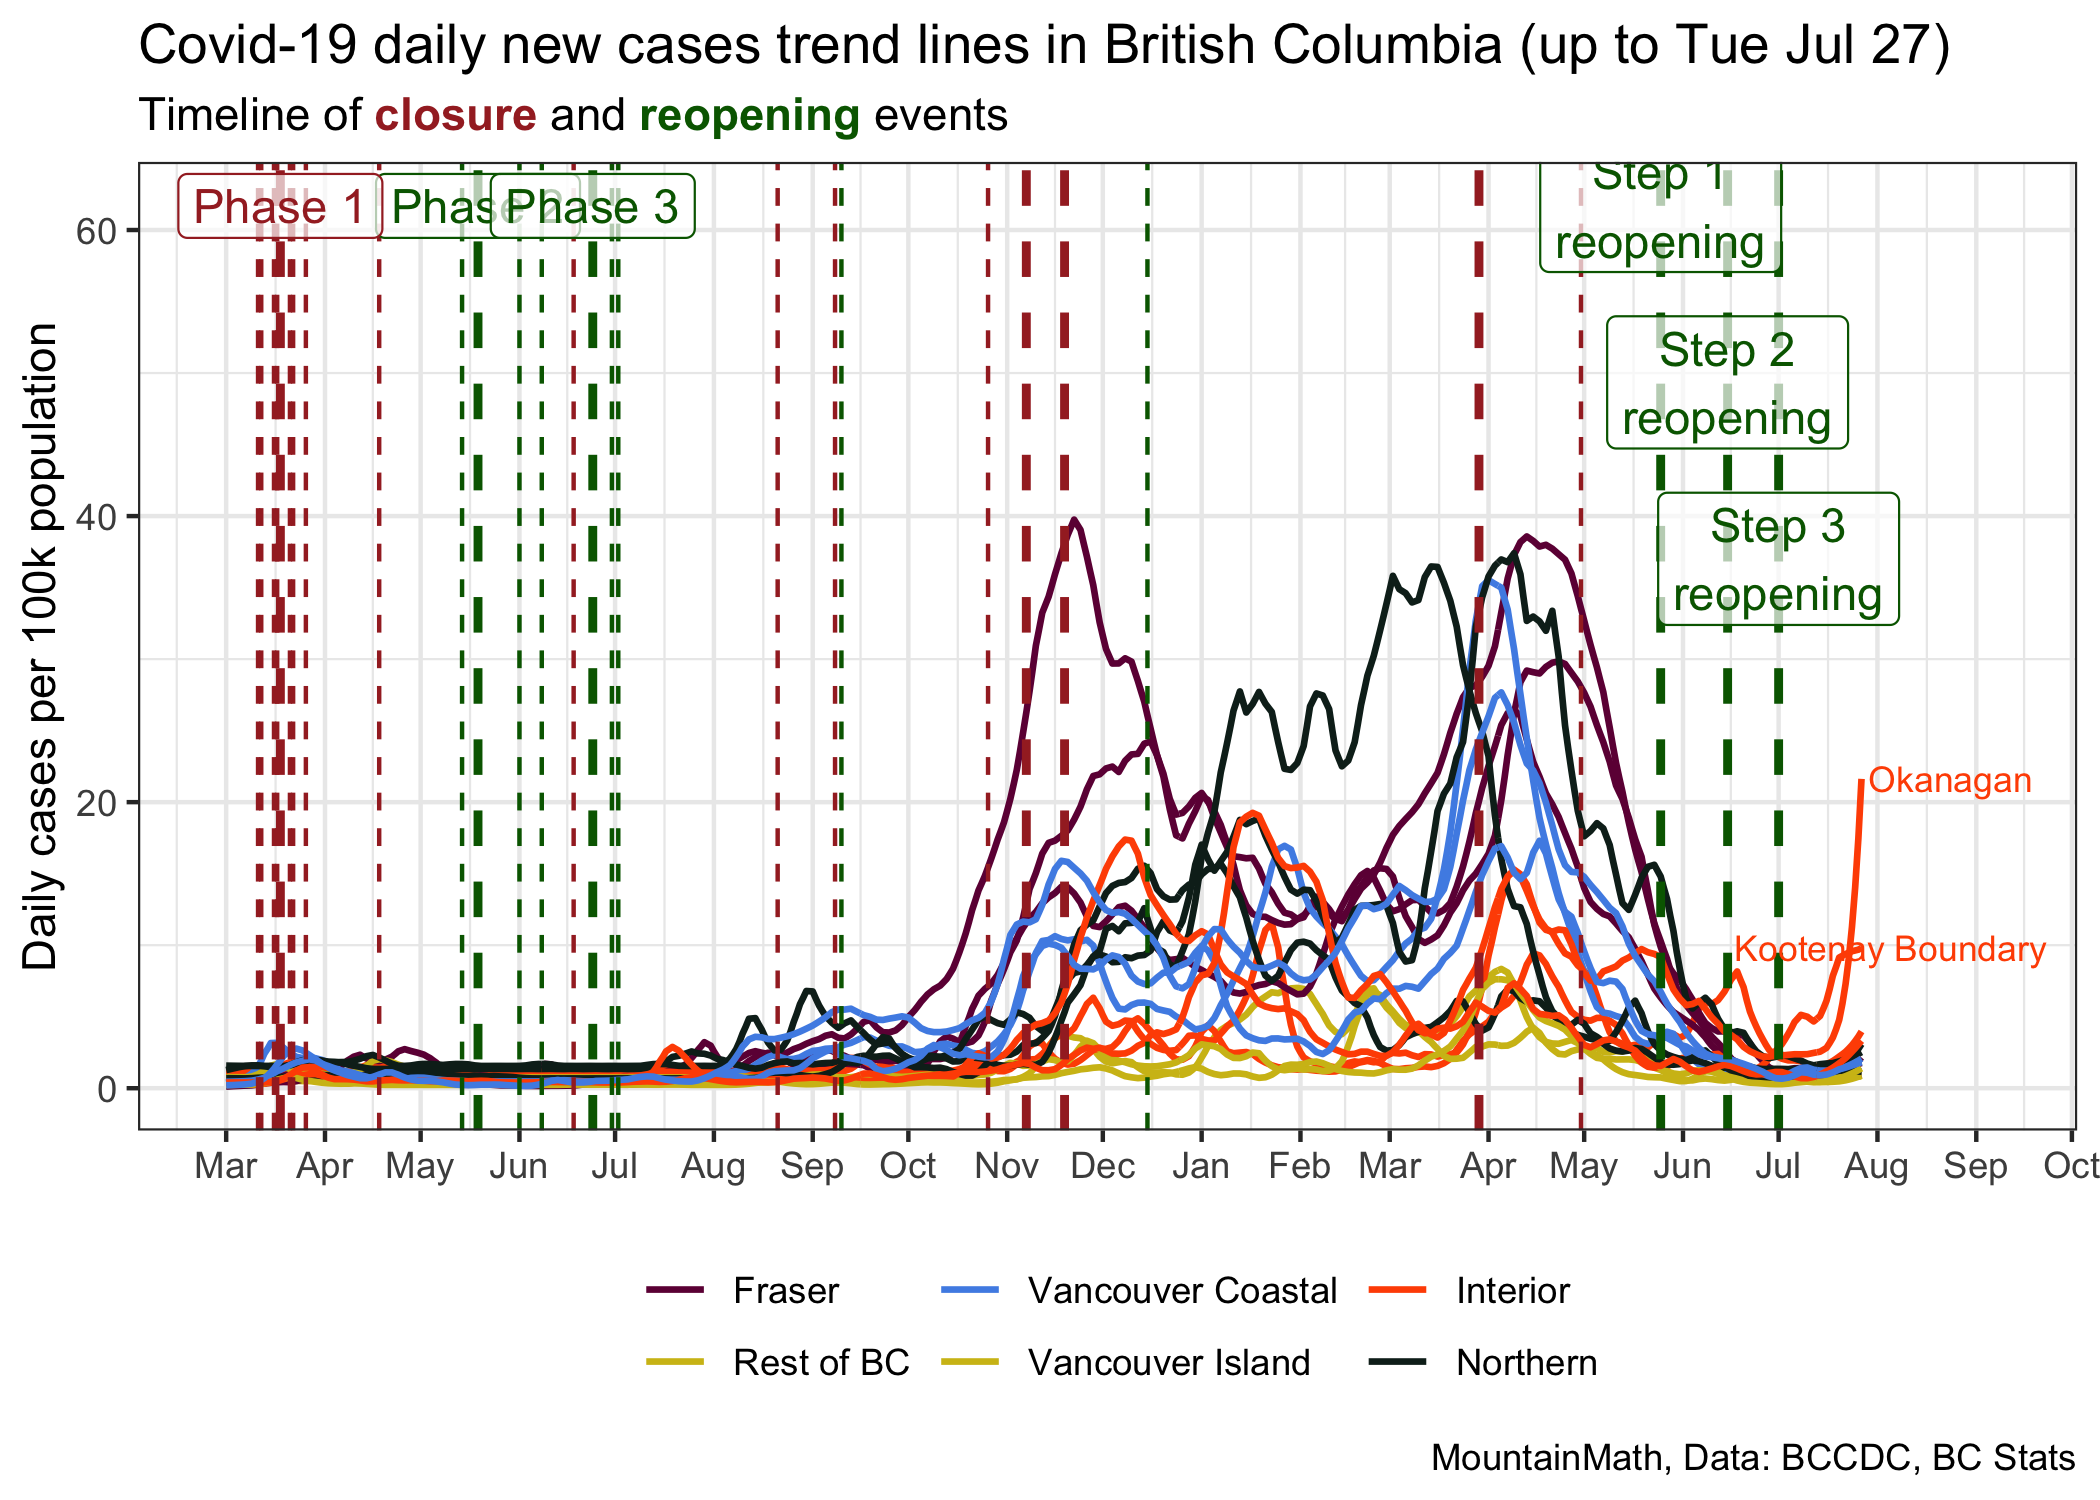 Covid-19 daily new cases trend lines in British Columbia (up to Tue Jul 27)
Timeline of closure and reopening events
Daily cases per 100k population
60
40
20
0
Phase 1
Phase 2
Phase 3
Step 1
reopening
Step 2
reopening
Step 3
reopening
Okanagan
Kootenay Boundary
Mar Apr May Jun Jul Aug Sep Oct Nov Dec Jan Feb Mar Apr May Jun Jul Aug Sep Oct
Fraser Vancouver Coastal Interior
Rest of BC Vancouver Island Northern
MountainMath, Data: BCCDC, BC Stats